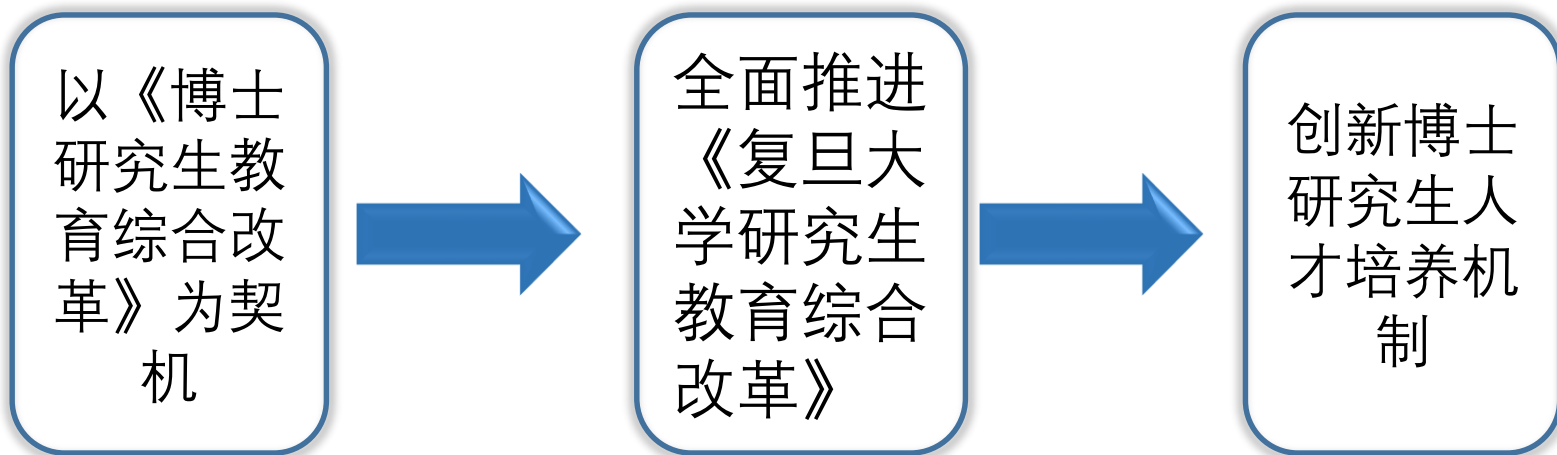 以《博士
研究生教
育综合改
革》为契
机
全面推进
《复旦大
学研究生
教育综合
改革》
创新博士
研究生人
才培养机
制